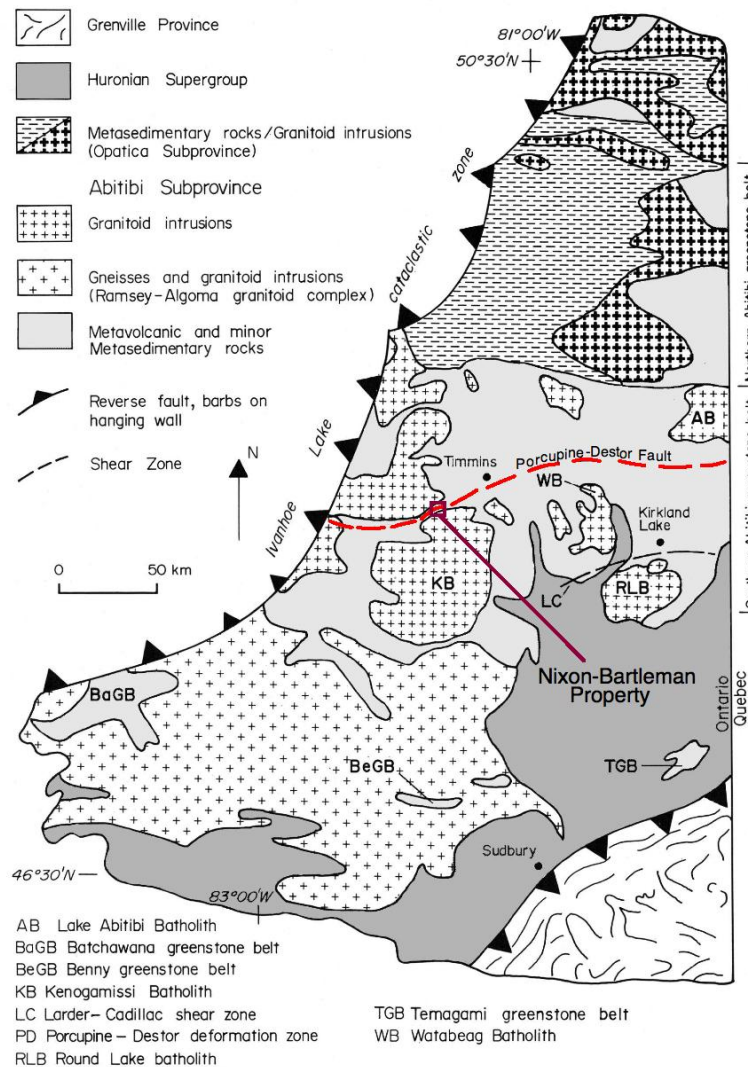 Grenville Province
Huronian Supergroup
Metasedimentary rocks/Granitoid intrusions
(Opatica Subprovince)
Abitibi Subprovince
Granitoid intrusions
Gneisses and granitoid intrusions
(Ramsey-Algoma granitoid complex)
Metavolcanic and minor
Metasedimentary rocks
Reverse fault, barbs on
hanging wall
Shear Zone
N
0 50 km
81°00'W
50°30'N
Ivanhoe Lake cataclastic zone
AB
Porcupine-Destor Fault
Timmins
WB
Kirkland
Lake
KB
LC
RLB
Nixon-Bartleman
Property
Ontario
Quebec
BaGB
BeGB
TGB
Sudbury
46°30'N
83°00'W
AB Lake Abitibi Batholith
BaGB Batchawana greenstone belt
BeGB Benny greenstone belt
KB Kenogamissi Batholith
LC Larder-Cadillac shear zone
PD Porcupine-Destor deformation zone
RLB Round Lake batholith
TGB Temagami greenstone belt
WB Watabeag Batholith